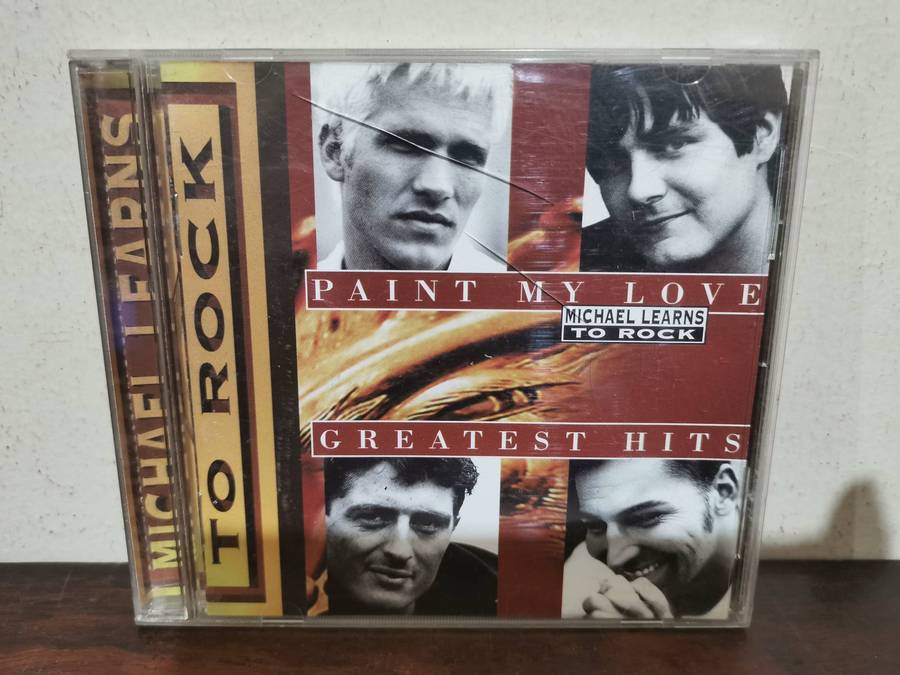 MICHAEL LEARNS
TO ROCK
PAINT MY LOVE
MICHAEL LEARNS
TO ROCK
GREATEST HITS